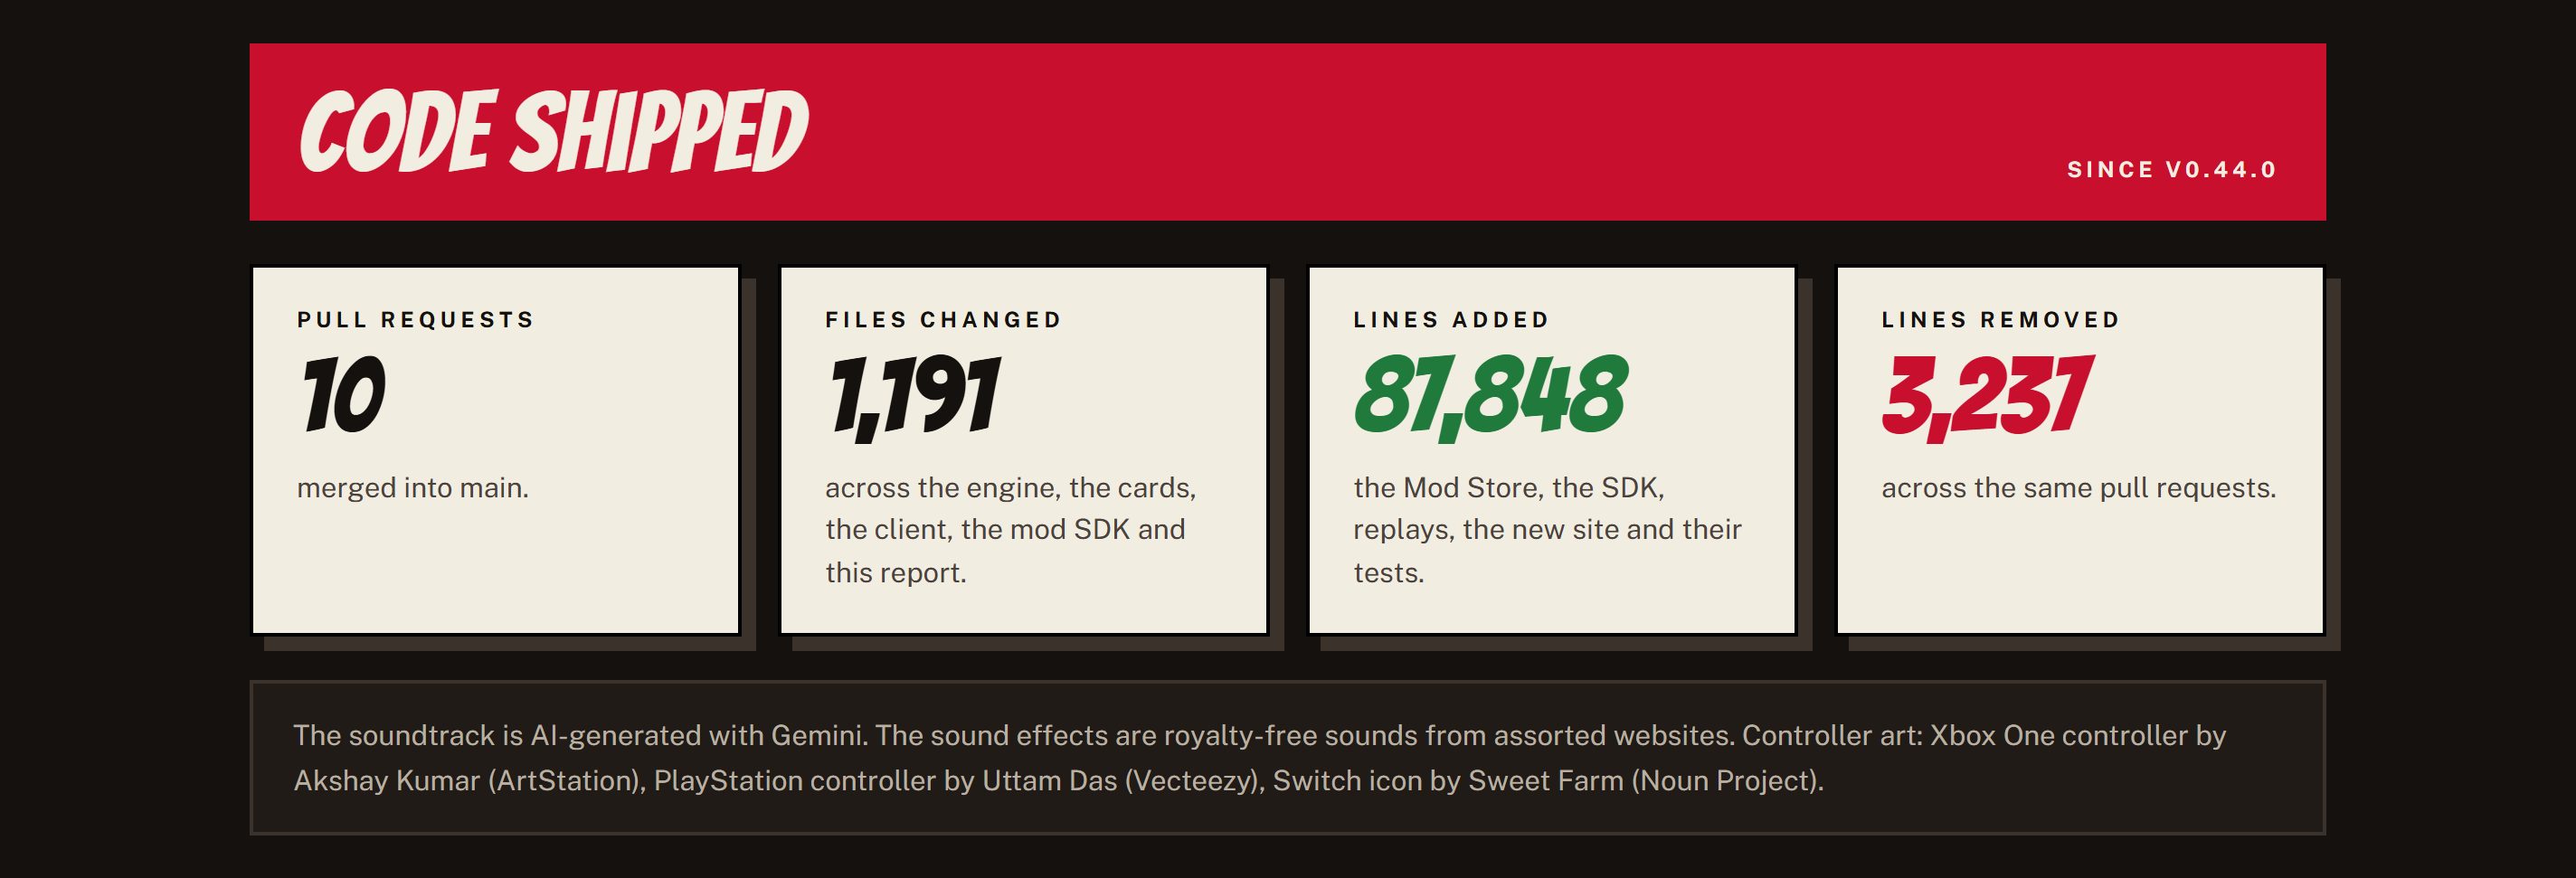 CODE SHIPPED
SINCE V0.44.0
PULL REQUESTS
10
merged into main.
FILES CHANGED
1,191
across the engine, the cards,
the client, the mod SDK and
this report.
LINES ADDED
87,848
the Mod Store, the SDK,
replays, the new site and their
tests.
LINES REMOVED
3,237
across the same pull requests.
The soundtrack is AI-generated with Gemini. The sound effects are royalty-free sounds from assorted websites. Controller art: Xbox One controller by
Akshay Kumar (ArtStation), PlayStation controller by Uttam Das (Vecteezy), Switch icon by Sweet Farm (Noun Project).